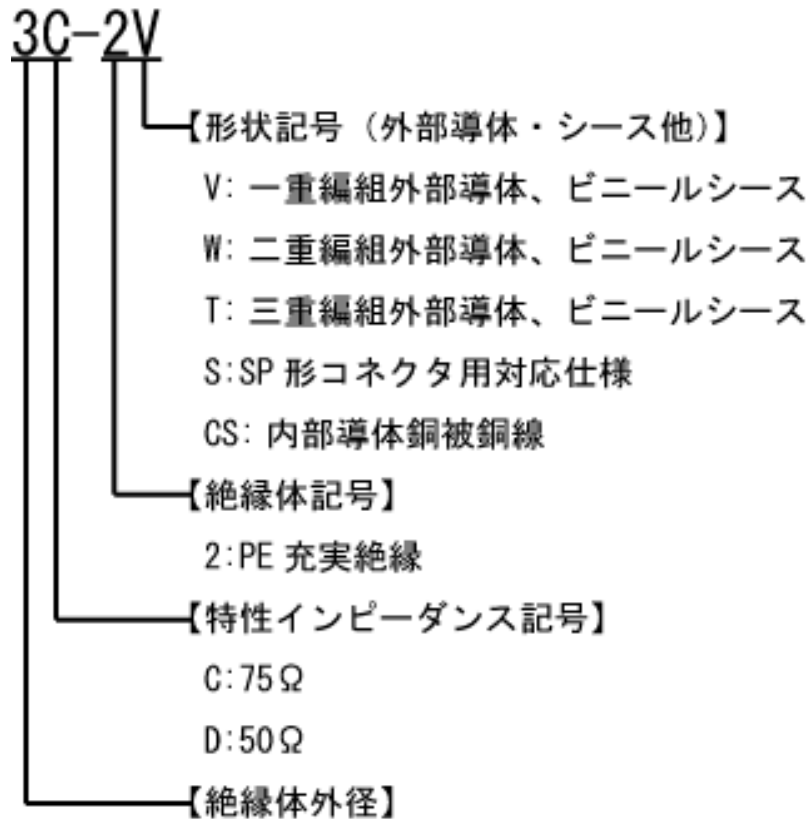 3C-2V
【形状記号（外部導体・シース他)】
V: 一重編組外部導体、ビニールシース
W: 二重編組外部導体、ビニールシース
T: 三重編組外部導体、ビニールシース
S:SP 形コネクタ用対応仕様
CS: 内部導体銅被銅線
【絶縁体記号】
2:PE 充実絶縁
【特性インピーダンス記号】
C:75Ω
D:50Ω
【絶縁体外径】